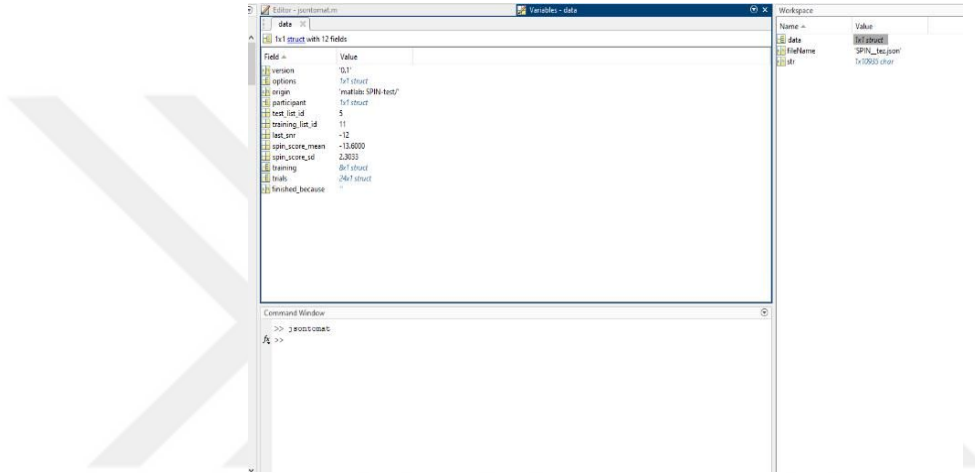 Editor - jsontomat.m
Variables - data
data
1x1 struct with 12 fields
Field
Value
version
'0.1'
options
1x1 struct
origin
'matlab: SPIN-test/'
participant
1x1 struct
test_list_id
5
training_list_id
11
last_snr
-12
spin_score_mean
-13.6000
spin_score_sd
2.3033
training
8x1 struct
trials
24x1 struct
finished_because
''
Command Window
>> jsontomat
fx >>
Workspace
Name
Value
data
1x1 struct
fileName
'SPIN__tez.json'
str
1x10935 char